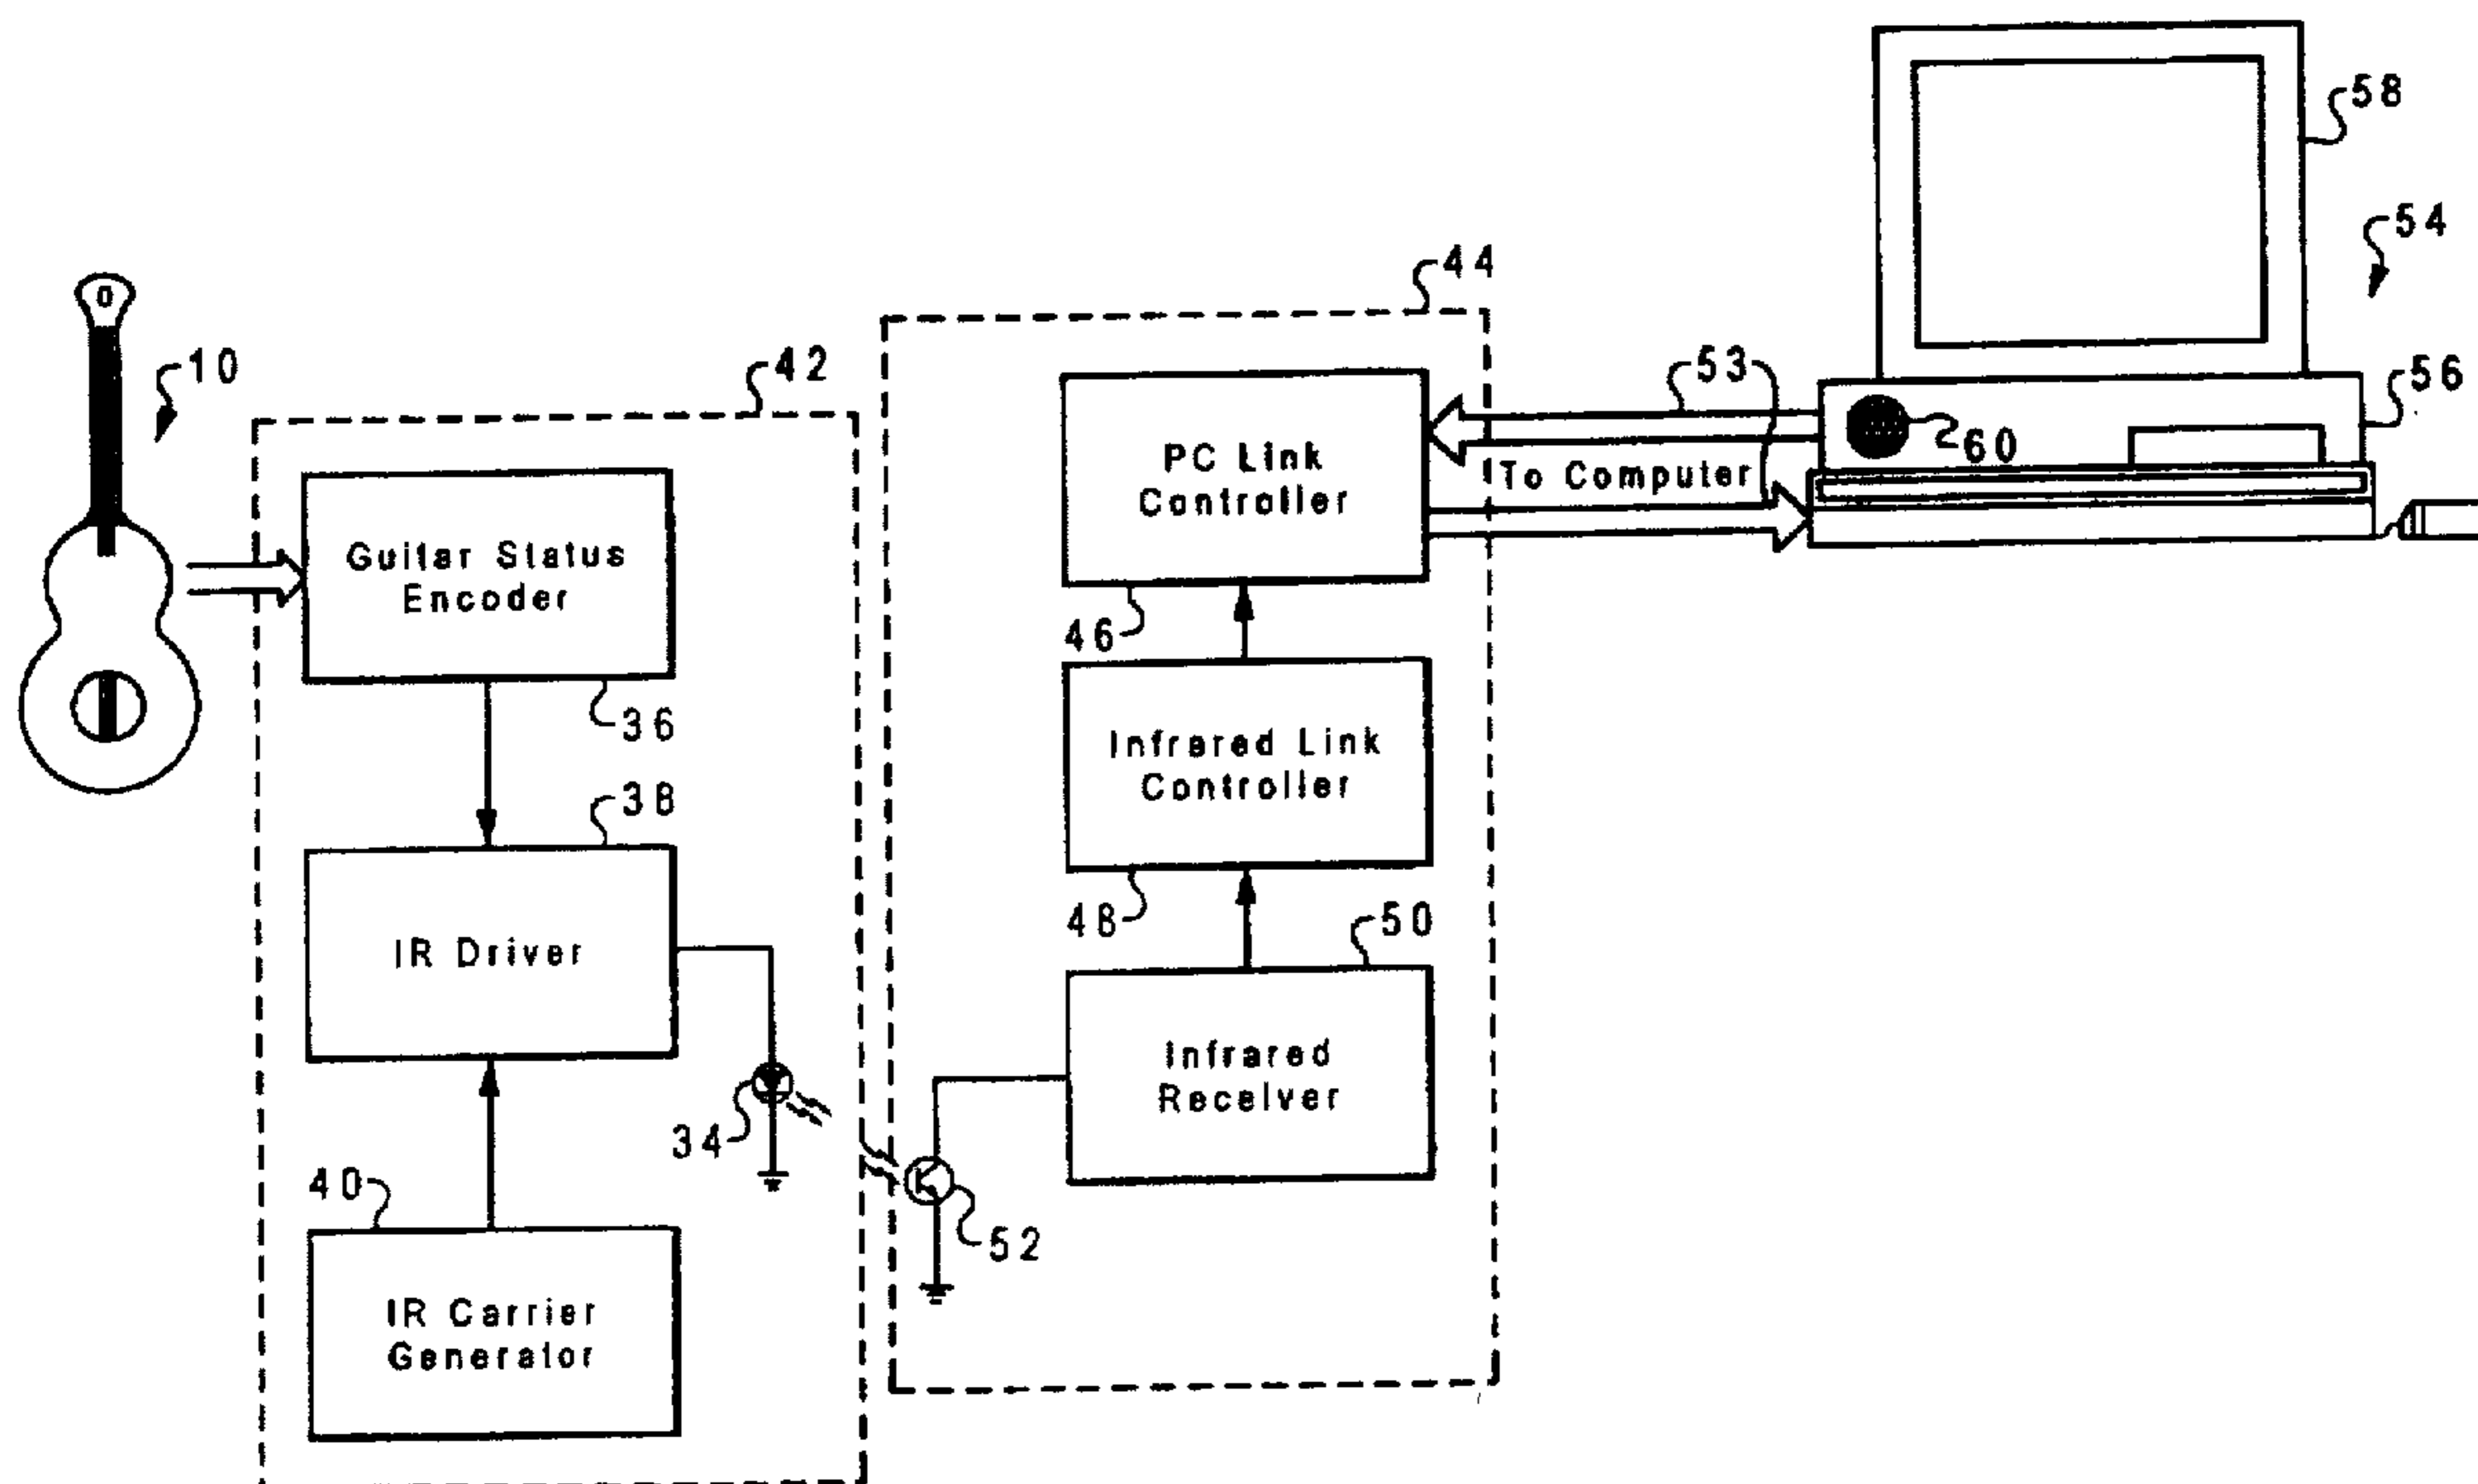 58
54
44
10
42
53
56
60
PC Link
Controller
To Computer
Guitar Status
Encoder
46
36
Infrared Link
Controller
38
48
50
IR Driver
Infrared
Receiver
34
40
52
IR Carrier
Generator